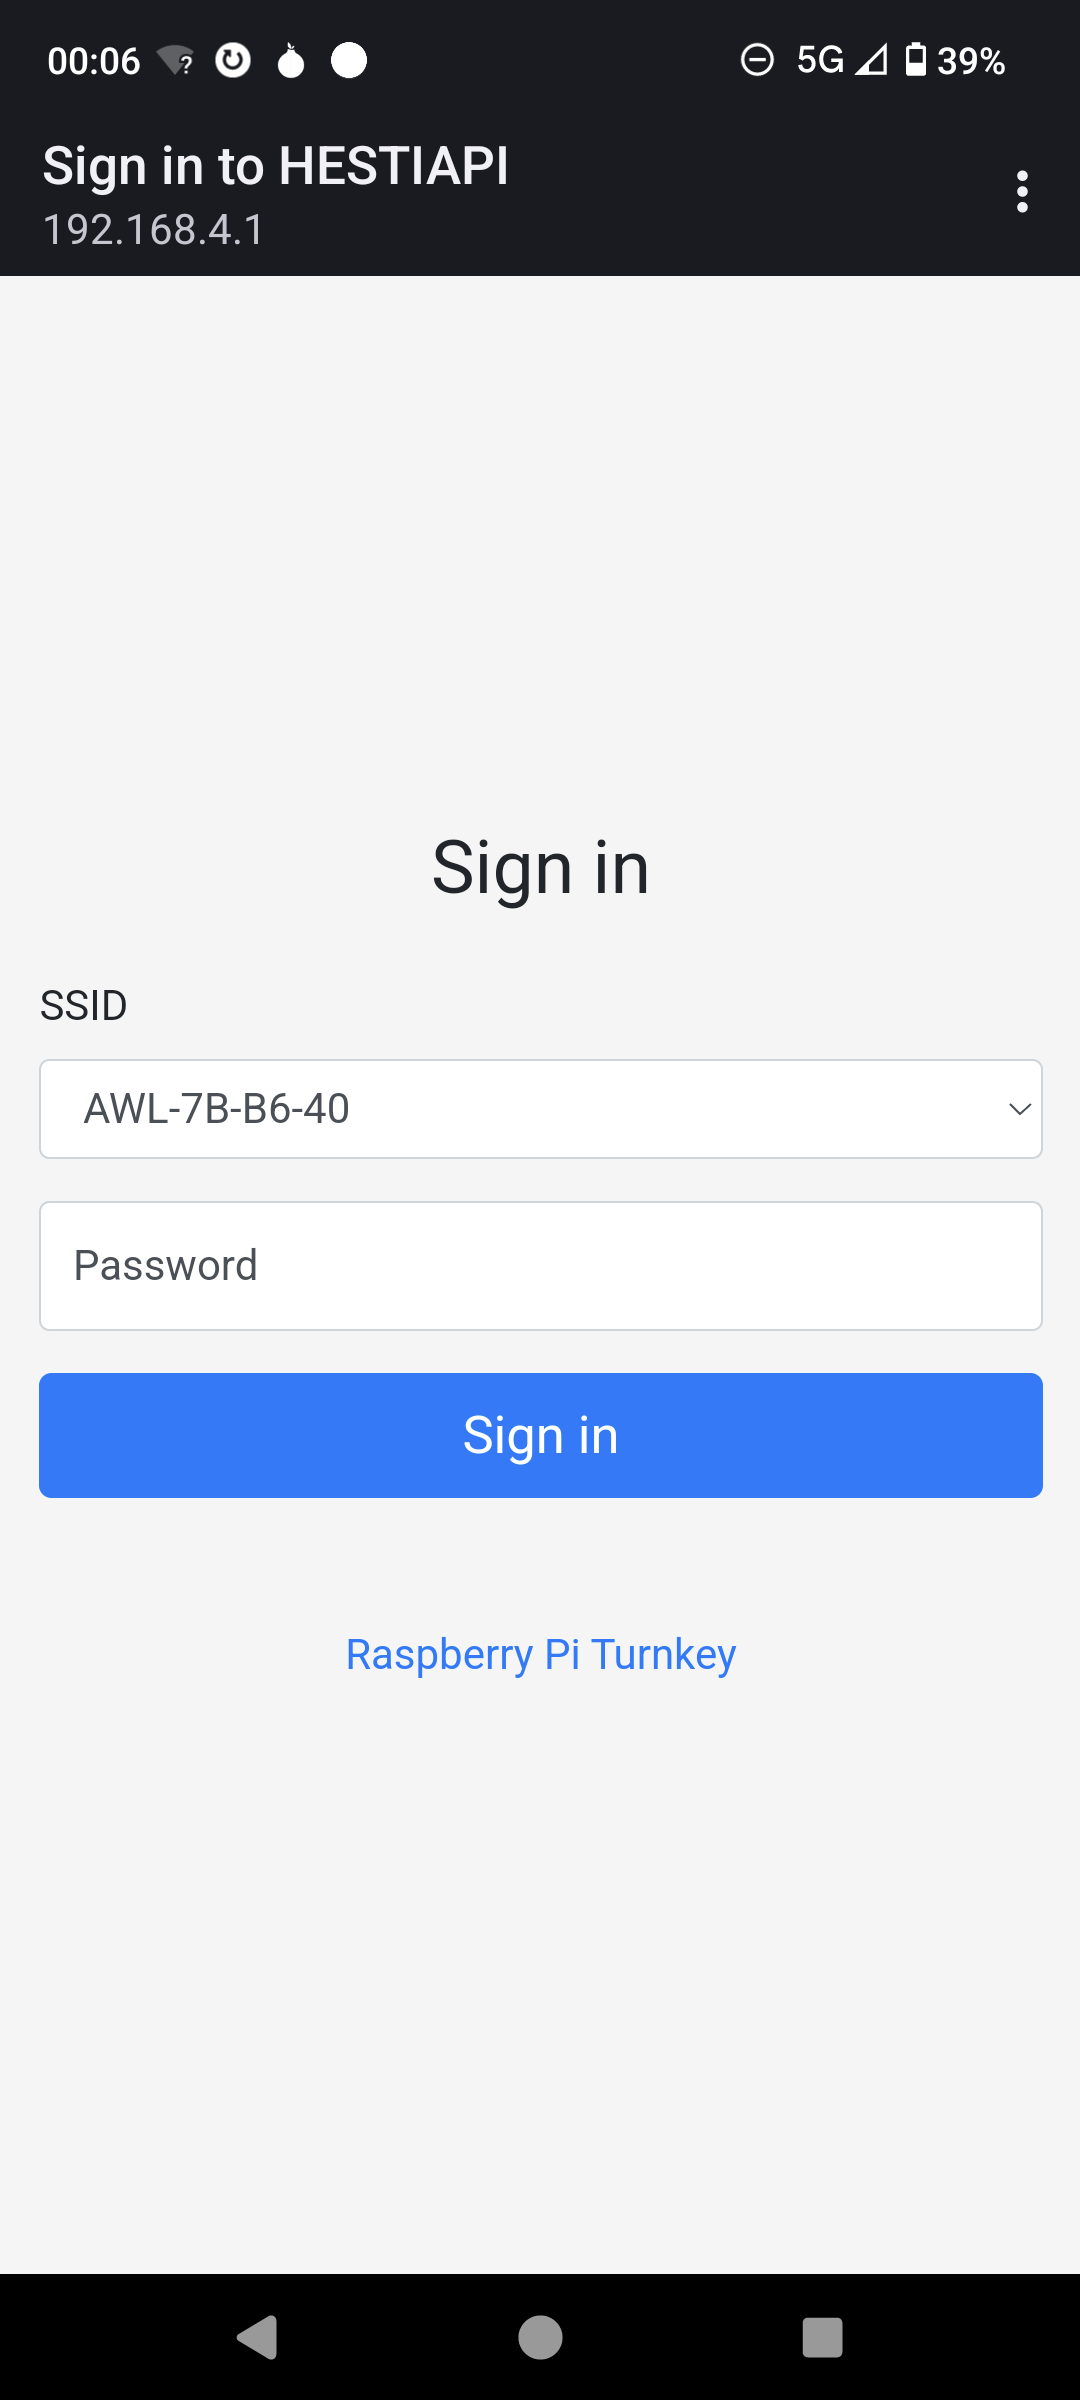 00:06
5G
39%
Sign in to HESTIAPI
192.168.4.1
Sign in
SSID
AWL-7B-B6-40
Password
Sign in
Raspberry Pi Turnkey